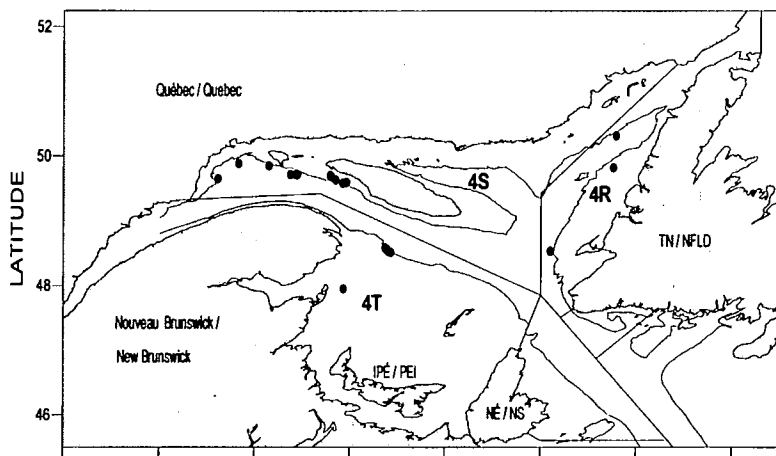 52
Québec / Quebec
50
4S
4R
LATITUDE
TN / NFLD
48
4T
Nouveau Brunswick /
New Brunswick
IPÉ / PEI
NÉ / NS
46